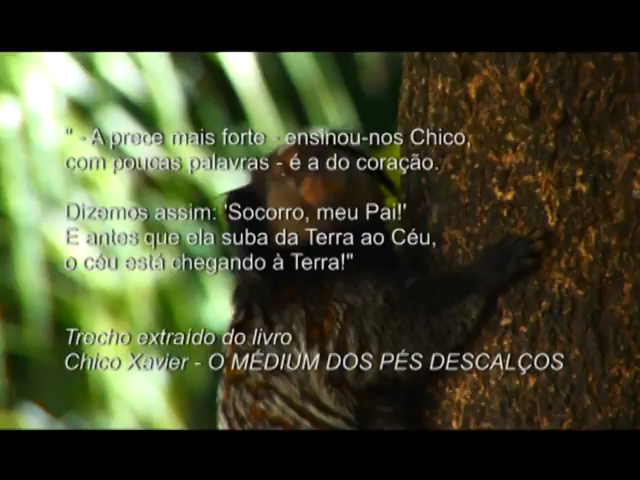 " - A prece mais forte - ensinou-nos Chico,
com poucas palavras - é a do coração.
Dizemos assim: 'Socorro, meu Pai!'
E antes que ela suba da Terra ao Céu,
o céu está chegando à Terra!"
Trecho extraído do livro
Chico Xavier - O MÉDIUM DOS PÉS DESCALÇOS